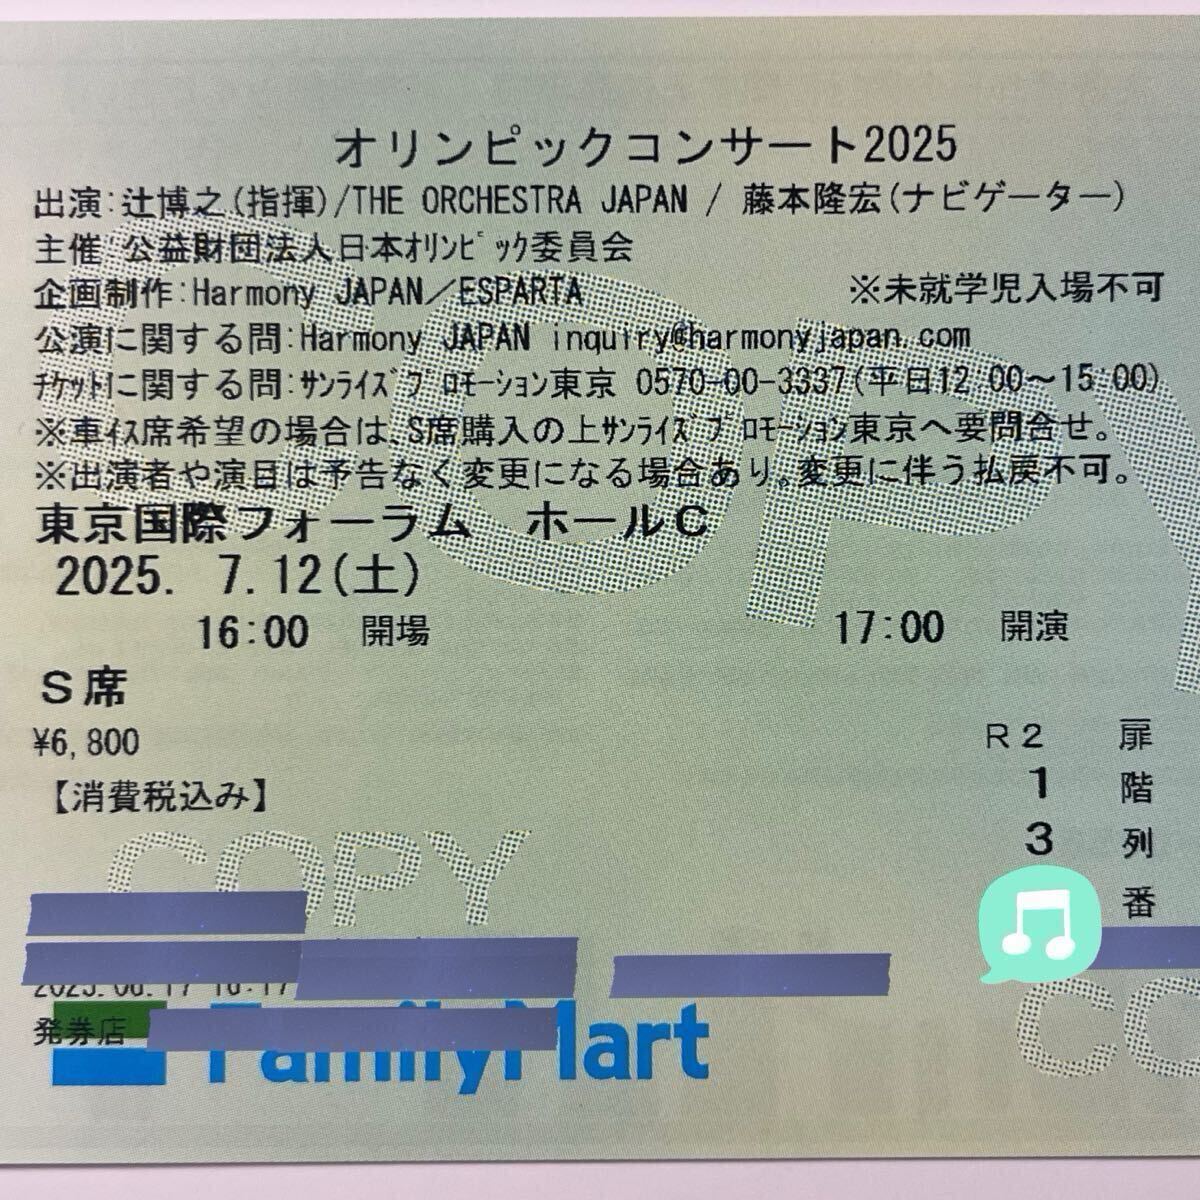 オリンピックコンサート2025
出演:辻博之(指揮)/THE ORCHESTRA JAPAN / 藤本隆宏(ナビゲーター)
主催:公益財団法人日本ｵﾘﾝﾋﾟｯｸ委員会
企画制作:Harmony JAPAN／ESPARTA ※未就学児入場不可
公演に関する問:Harmony JAPAN inquiry@harmonyjapan.com
ﾁｹｯﾄに関する問:ｻﾝﾗｲｽﾞﾌﾟﾛﾓｰｼｮﾝ東京 0570-00-3337(平日12:00〜15:00)
※車ｲｽ席希望の場合は、S席購入の上ｻﾝﾗｲｽﾞﾌﾟﾛﾓｰｼｮﾝ東京へ要問合せ。
※出演者や演目は予告なく変更になる場合あり。変更に伴う払戻不可。
東京国際フォーラム ホールC
2025. 7.12(土)
16:00 開場 17:00 開演
S席
¥6,800
【消費税込み】
R2 扉
1 階
3 列
番
COPY
COPY
2025.06.17 16:17
発券店
FamilyMart